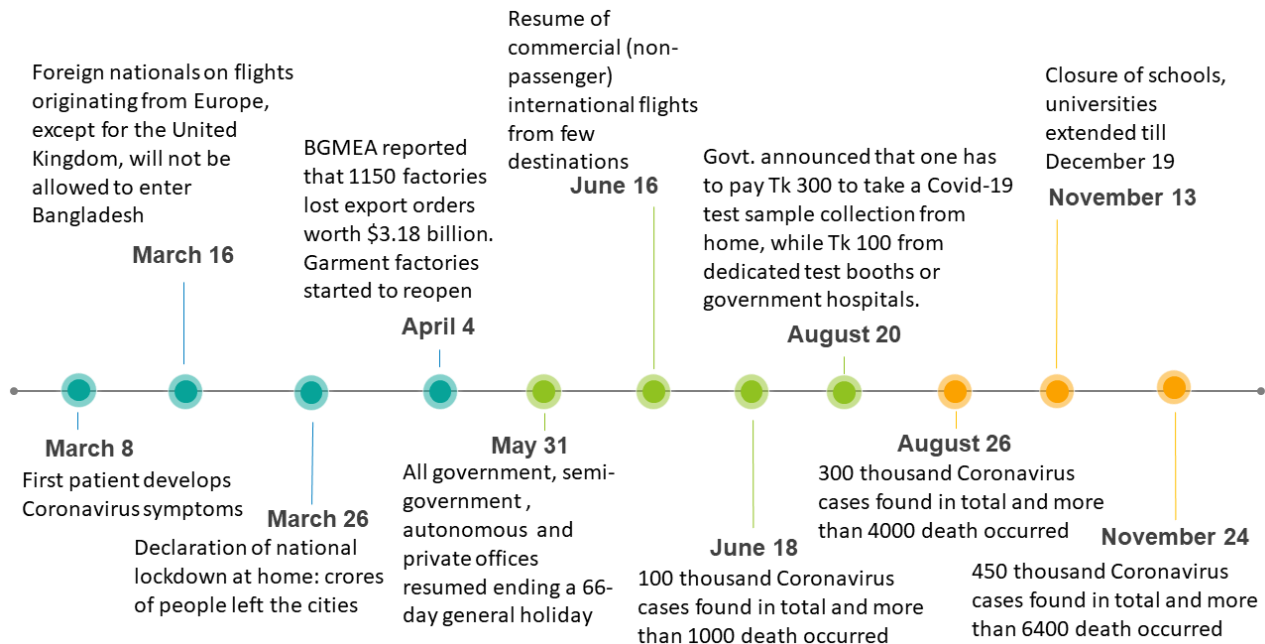 Foreign nationals on flights
originating from Europe,
except for the United
Kingdom, will not be
allowed to enter
Bangladesh
March 16
BGMEA reported
that 1150 factories
lost export orders
worth $3.18 billion.
Garment factories
started to reopen
April 4
Resume of
commercial (non-
passenger)
international flights
from few
destinations
June 16
Govt. announced that one has
to pay Tk 300 to take a Covid-19
test sample collection from
home, while Tk 100 from
dedicated test booths or
government hospitals.
August 20
Closure of schools,
universities
extended till
December 19
November 13
March 8
First patient develops
Coronavirus symptoms
March 26
Declaration of national
lockdown at home: crores
of people left the cities
May 31
All government, semi-
government ,
autonomous and
private offices
resumed ending a 66-
day general holiday
June 18
100 thousand Coronavirus
cases found in total and more
than 1000 death occurred
August 26
300 thousand Coronavirus
cases found in total and more
than 4000 death occurred
November 24
450 thousand Coronavirus
cases found in total and more
than 6400 death occurred